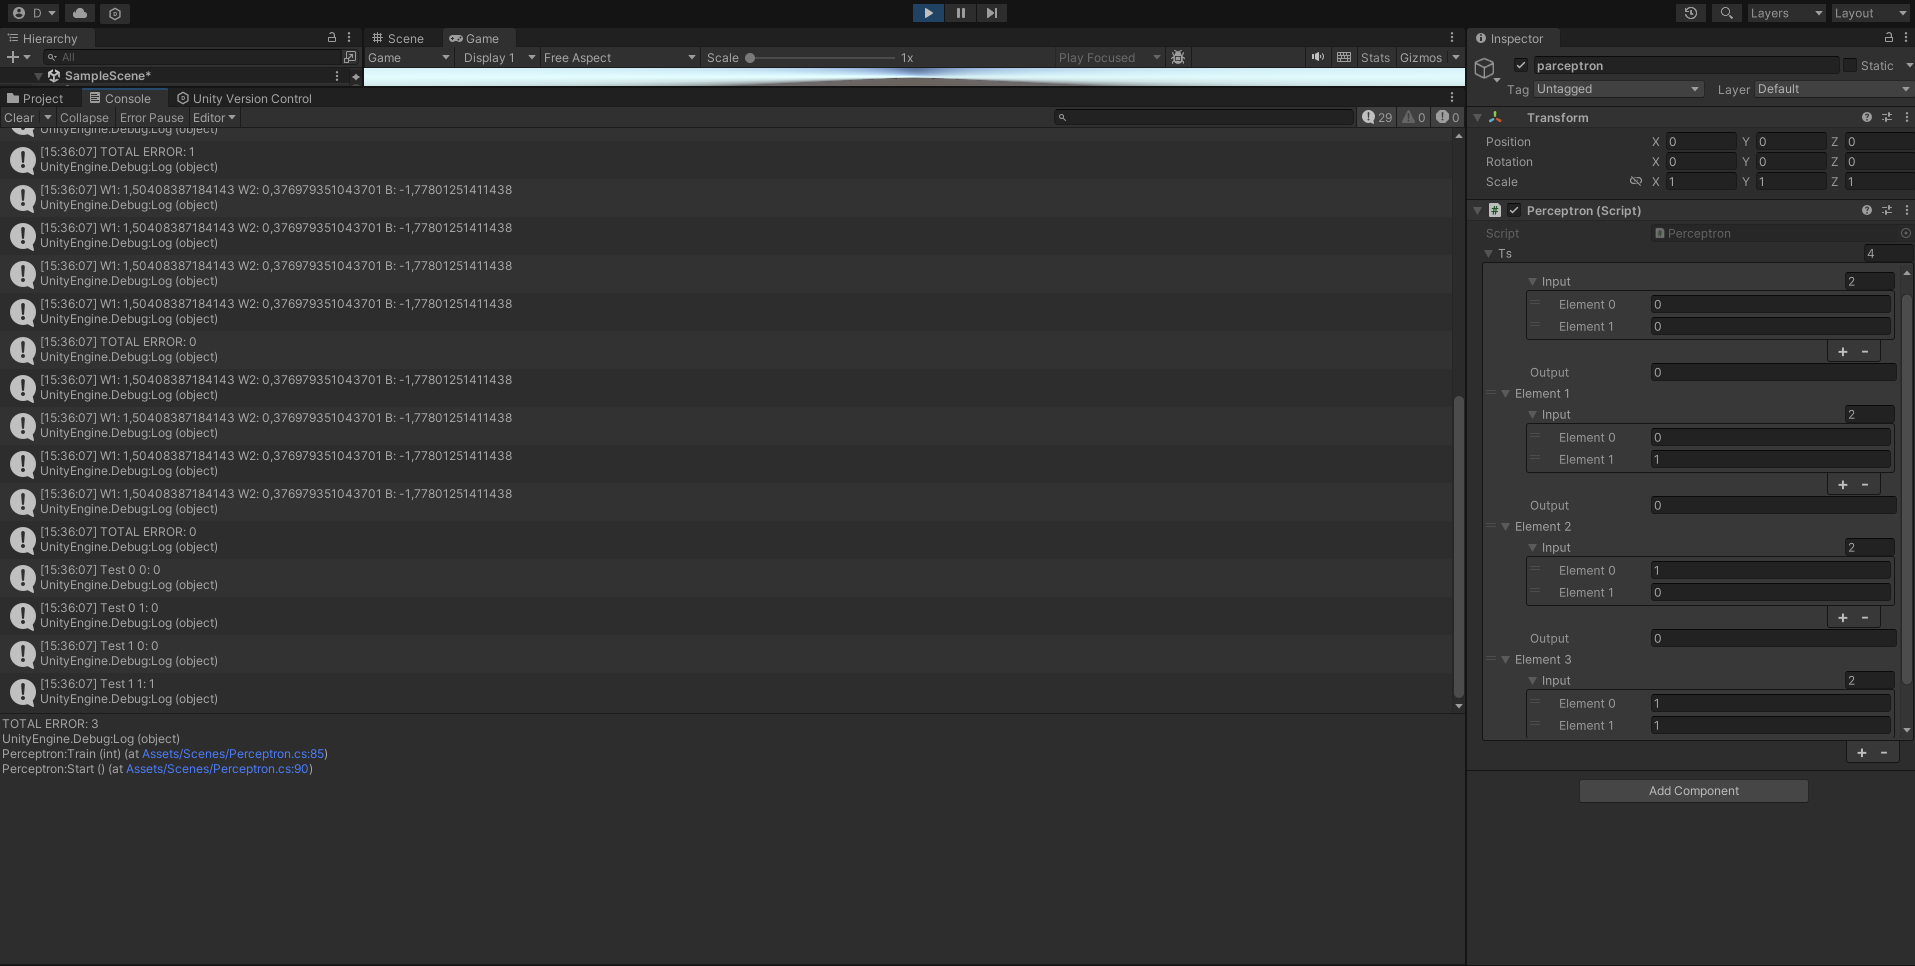 D
Layers
Layout
Hierarchy
All
SampleScene*
Scene
Game
Game
Display 1
Free Aspect
Scale
1x
Play Focused
Stats
Gizmos
Project
Console
Unity Version Control
Clear
Collapse
Error Pause
Editor
29
0
0
UnityEngine.Debug:Log (object)
[15:36:07] TOTAL ERROR: 1
UnityEngine.Debug:Log (object)
[15:36:07] W1: 1,50408387184143 W2: 0,376979351043701 B: -1,77801251411438
UnityEngine.Debug:Log (object)
[15:36:07] W1: 1,50408387184143 W2: 0,376979351043701 B: -1,77801251411438
UnityEngine.Debug:Log (object)
[15:36:07] W1: 1,50408387184143 W2: 0,376979351043701 B: -1,77801251411438
UnityEngine.Debug:Log (object)
[15:36:07] W1: 1,50408387184143 W2: 0,376979351043701 B: -1,77801251411438
UnityEngine.Debug:Log (object)
[15:36:07] TOTAL ERROR: 0
UnityEngine.Debug:Log (object)
[15:36:07] W1: 1,50408387184143 W2: 0,376979351043701 B: -1,77801251411438
UnityEngine.Debug:Log (object)
[15:36:07] W1: 1,50408387184143 W2: 0,376979351043701 B: -1,77801251411438
UnityEngine.Debug:Log (object)
[15:36:07] W1: 1,50408387184143 W2: 0,376979351043701 B: -1,77801251411438
UnityEngine.Debug:Log (object)
[15:36:07] W1: 1,50408387184143 W2: 0,376979351043701 B: -1,77801251411438
UnityEngine.Debug:Log (object)
[15:36:07] TOTAL ERROR: 0
UnityEngine.Debug:Log (object)
[15:36:07] Test 0 0: 0
UnityEngine.Debug:Log (object)
[15:36:07] Test 0 1: 0
UnityEngine.Debug:Log (object)
[15:36:07] Test 1 0: 0
UnityEngine.Debug:Log (object)
[15:36:07] Test 1 1: 1
UnityEngine.Debug:Log (object)
TOTAL ERROR: 3
UnityEngine.Debug:Log (object)
Perceptron:Train (int) (at Assets/Scenes/Perceptron.cs:85)
Perceptron:Start () (at Assets/Scenes/Perceptron.cs:90)
Inspector
parceptron
Static
Tag Untagged
Layer Default
Transform
Position X 0 Y 0 Z 0
Rotation X 0 Y 0 Z 0
Scale X 1 Y 1 Z 1
# Perceptron (Script)
Script Perceptron
Ts 4
Input 2
Element 0 0
Element 1 0
+ -
Output 0
Element 1
Input 2
Element 0 0
Element 1 1
+ -
Output 0
Element 2
Input 2
Element 0 1
Element 1 0
+ -
Output 0
Element 3
Input 2
Element 0 1
Element 1 1
+ -
Add Component